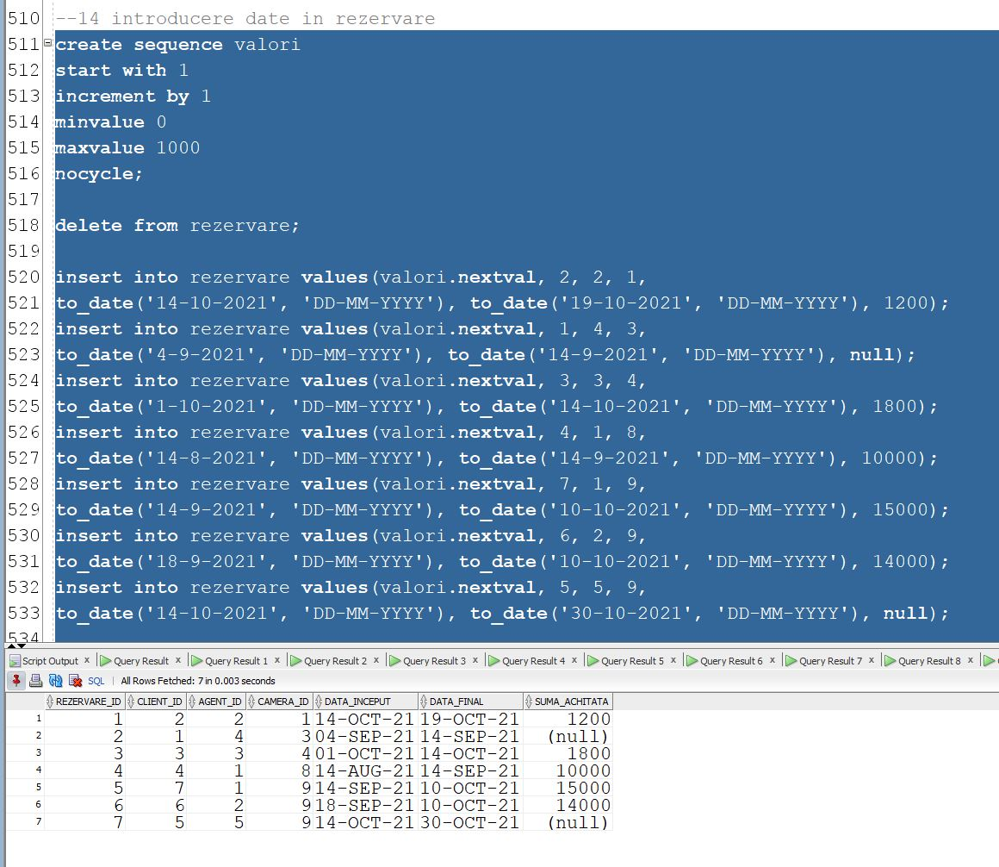 510 --14 introducere date in rezervare
511 create sequence valori
512 start with 1
513 increment by 1
514 minvalue 0
515 maxvalue 1000
516 nocycle;
517
518 delete from rezervare;
519
520 insert into rezervare values(valori.nextval, 2, 2, 1,
521 to_date('14-10-2021', 'DD-MM-YYYY'), to_date('19-10-2021', 'DD-MM-YYYY'), 1200);
522 insert into rezervare values(valori.nextval, 1, 4, 3,
523 to_date('4-9-2021', 'DD-MM-YYYY'), to_date('14-9-2021', 'DD-MM-YYYY'), null);
524 insert into rezervare values(valori.nextval, 3, 3, 4,
525 to_date('1-10-2021', 'DD-MM-YYYY'), to_date('14-10-2021', 'DD-MM-YYYY'), 1800);
526 insert into rezervare values(valori.nextval, 4, 1, 8,
527 to_date('14-8-2021', 'DD-MM-YYYY'), to_date('14-9-2021', 'DD-MM-YYYY'), 10000);
528 insert into rezervare values(valori.nextval, 7, 1, 9,
529 to_date('14-9-2021', 'DD-MM-YYYY'), to_date('10-10-2021', 'DD-MM-YYYY'), 15000);
530 insert into rezervare values(valori.nextval, 6, 2, 9,
531 to_date('18-9-2021', 'DD-MM-YYYY'), to_date('10-10-2021', 'DD-MM-YYYY'), 14000);
532 insert into rezervare values(valori.nextval, 5, 5, 9,
533 to_date('14-10-2021', 'DD-MM-YYYY'), to_date('30-10-2021', 'DD-MM-YYYY'), null);
534
Script Output x Query Result x Query Result 1 x Query Result 2 x Query Result 3 x Query Result 4 x Query Result 5 x Query Result 6 x Query Result 7 x Query Result 8 x
SQL | All Rows Fetched: 7 in 0.003 seconds
REZERVARE_ID CLIENT_ID AGENT_ID CAMERA_ID DATA_INCEPUT DATA_FINAL SUMA_ACHITATA
1 1 2 2 1 14-OCT-21 19-OCT-21 1200
2 2 1 4 3 04-SEP-21 14-SEP-21 (null)
3 3 3 3 4 01-OCT-21 14-OCT-21 1800
4 4 4 1 8 14-AUG-21 14-SEP-21 10000
5 5 7 1 9 14-SEP-21 10-OCT-21 15000
6 6 6 2 9 18-SEP-21 10-OCT-21 14000
7 7 5 5 9 14-OCT-21 30-OCT-21 (null)